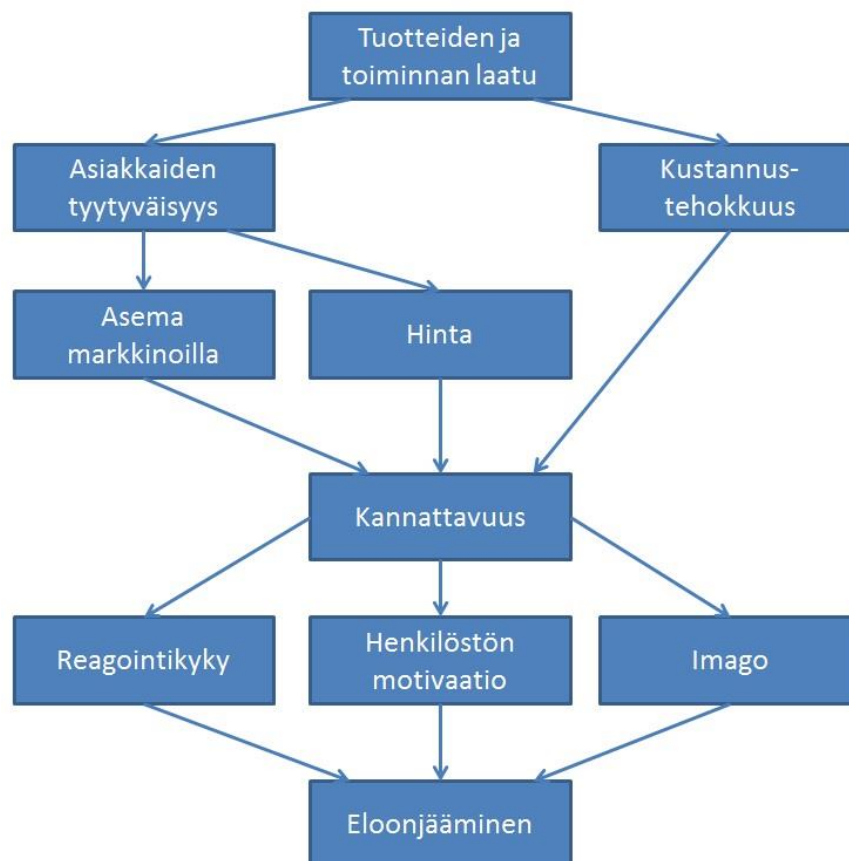 Tuotteiden ja
toiminnan laatu
Asiakkaiden
tyytyväisyys
Kustannus-
tehokkuus
Asema
markkinoilla
Hinta
Kannattavuus
Reagointikyky
Henkilöstön
motivaatio
Imago
Eloonjääminen